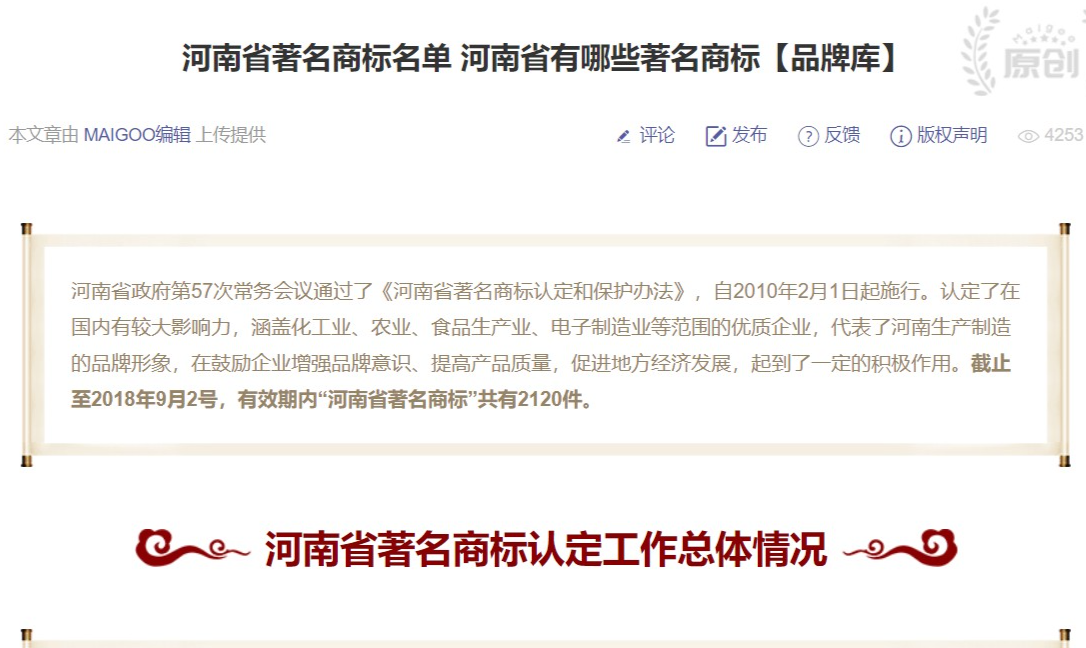 河南省著名商标名单 河南省有哪些著名商标【品牌库】
Maigoo
原创
本文章由 MAIGOO编辑 上传提供
评论 发布 反馈 版权声明 4253
河南省政府第57次常务会议通过了《河南省著名商标认定和保护办法》，自2010年2月1日起施行。认定了在
国内有较大影响力，涵盖化工业、农业、食品生产业、电子制造业等范围的优质企业，代表了河南生产制造
的品牌形象，在鼓励企业增强品牌意识、提高产品质量，促进地方经济发展，起到了一定的积极作用。截止
至2018年9月2号，有效期内“河南省著名商标”共有2120件。
河南省著名商标认定工作总体情况